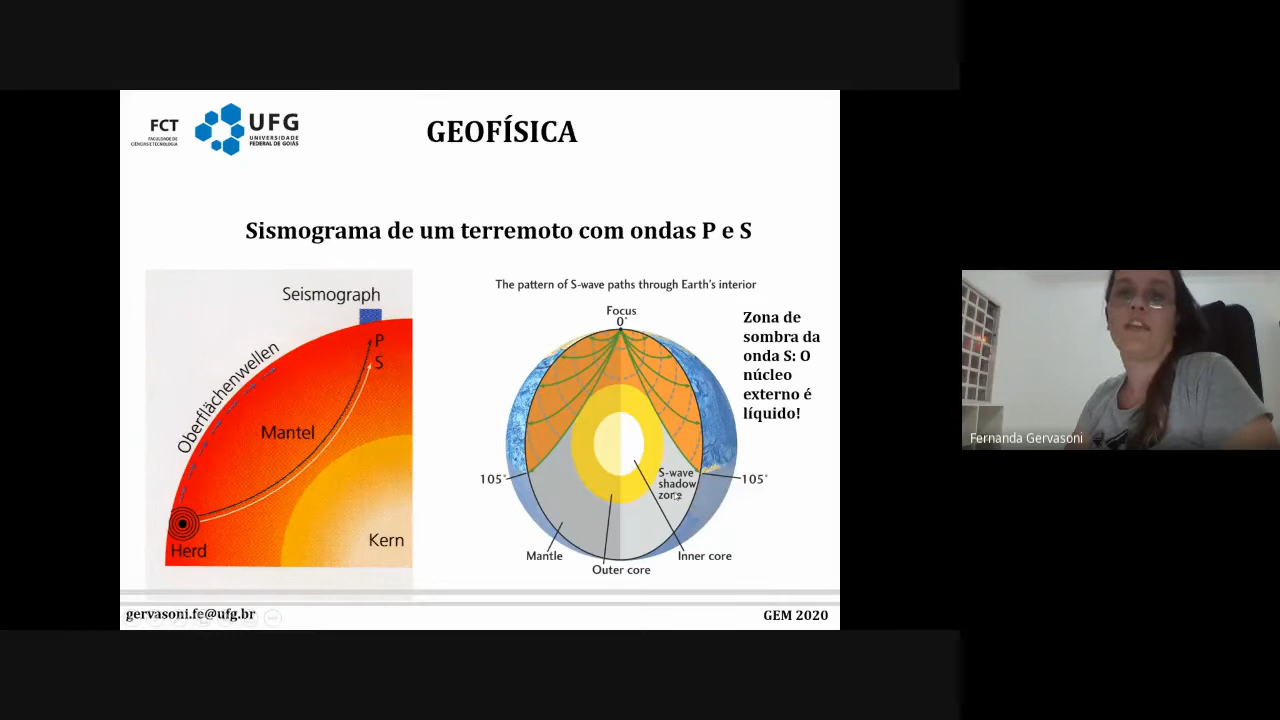 FCT
FACULDADE DE
CIÊNCIAS E TECNOLOGIA
UFG
UNIVERSIDADE
FEDERAL DE GOIÁS
GEOFÍSICA
Sismograma de um terremoto com ondas P e S
Seismograph
P
S
Oberflächenwellen
Mantel
Herd
Kern
The pattern of S-wave paths through Earth's interior
Focus
0°
105°
105°
S-wave
shadow
zone
Mantle
Outer core
Inner core
Zona de
sombra da
onda S: O
núcleo
externo é
líquido!
gervasoni.fe@ufg.br
GEM 2020
Fernanda Gervasoni